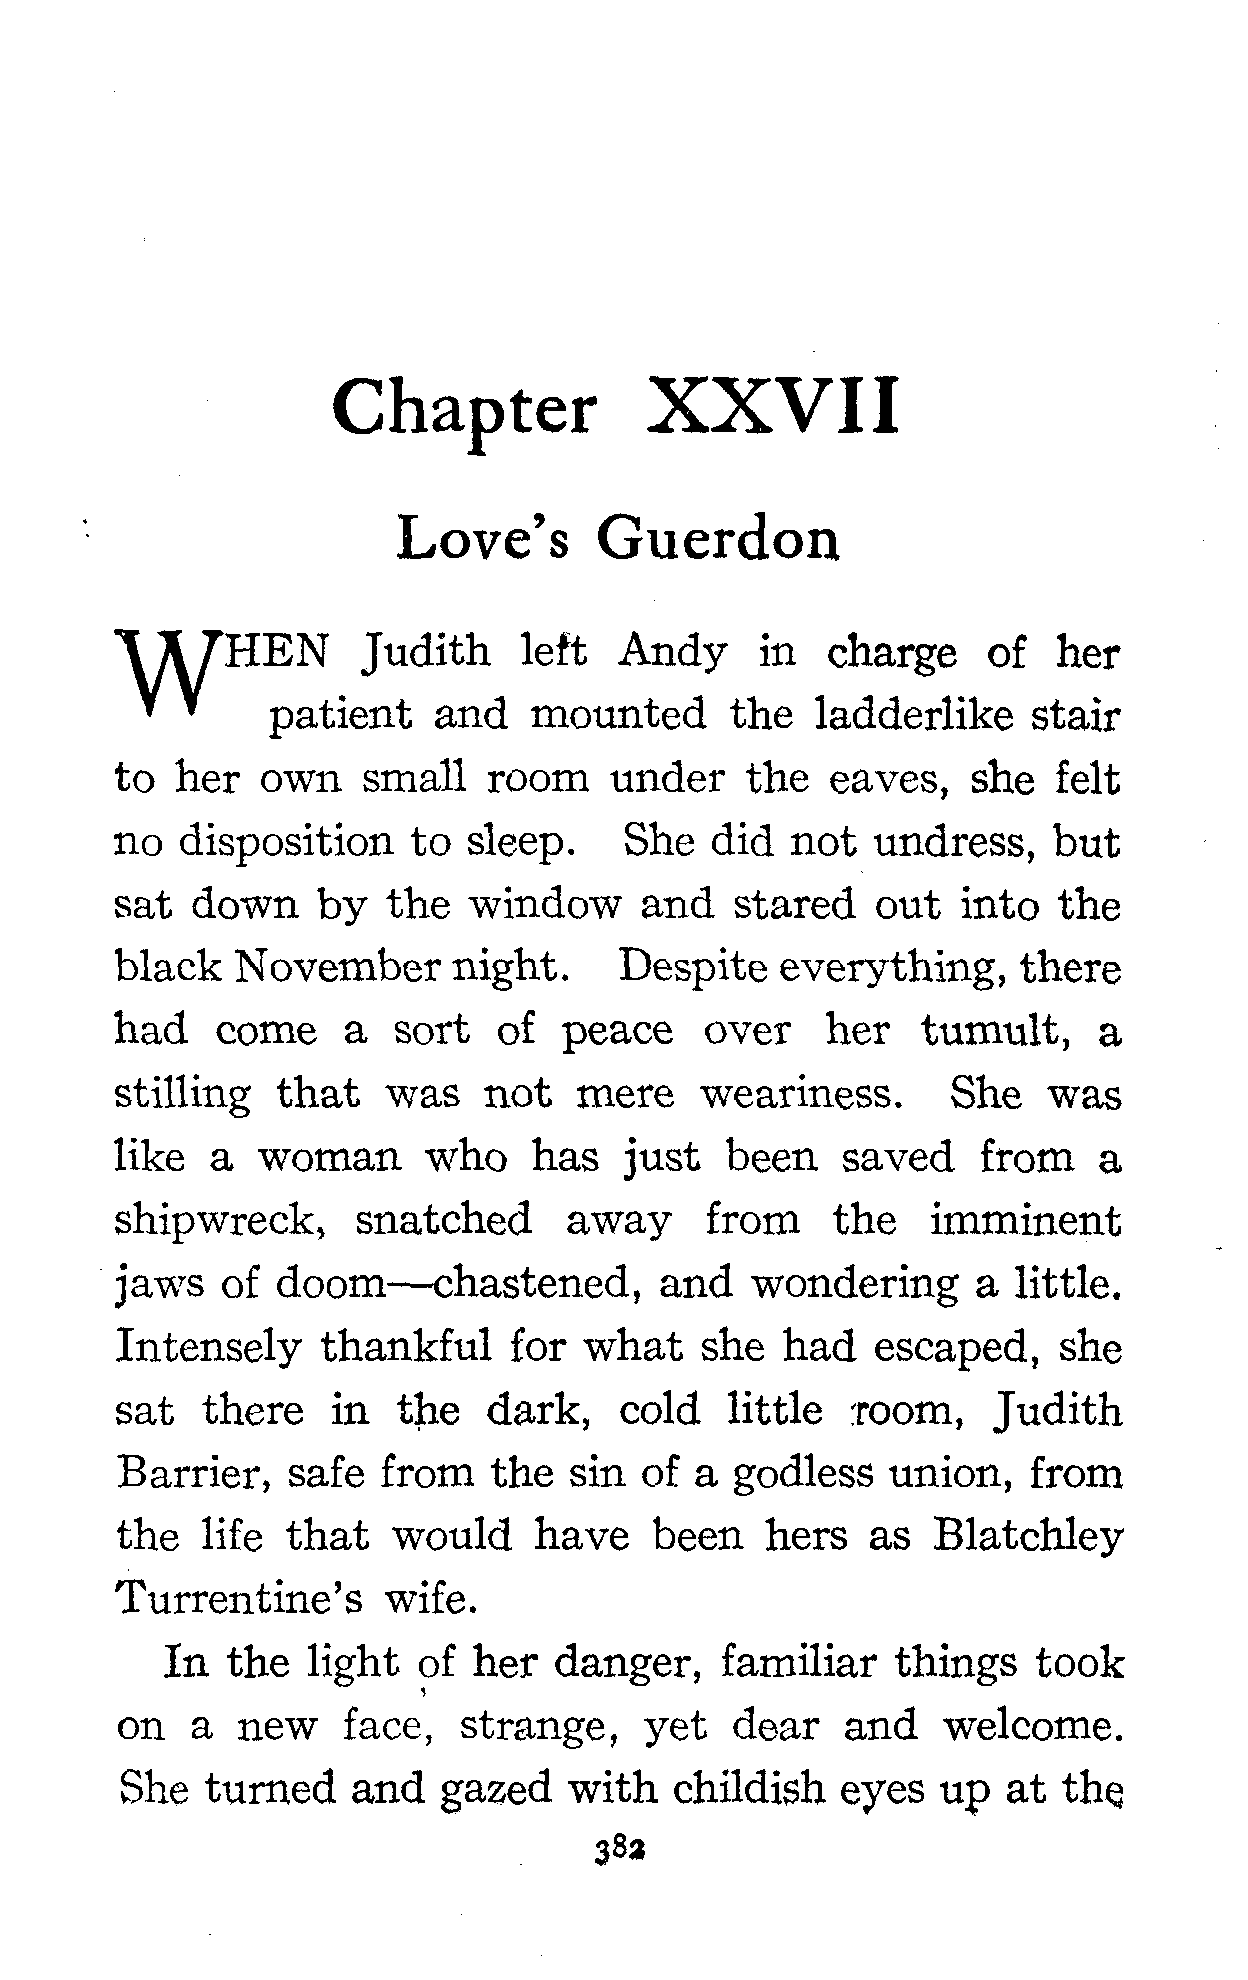 Chapter XXVII
Love's Guerdon
WHEN Judith left Andy in charge of her
patient and mounted the ladderlike stair
to her own small room under the eaves, she felt
no disposition to sleep. She did not undress, but
sat down by the window and stared out into the
black November night. Despite everything, there
had come a sort of peace over her tumult, a
stilling that was not mere weariness. She was
like a woman who has just been saved from a
shipwreck, snatched away from the imminent
jaws of doom—chastened, and wondering a little.
Intensely thankful for what she had escaped, she
sat there in the dark, cold little room, Judith
Barrier, safe from the sin of a godless union, from
the life that would have been hers as Blatchley
Turrentine's wife.
In the light of her danger, familiar things took
on a new face, strange, yet dear and welcome.
She turned and gazed with childish eyes up at the
382